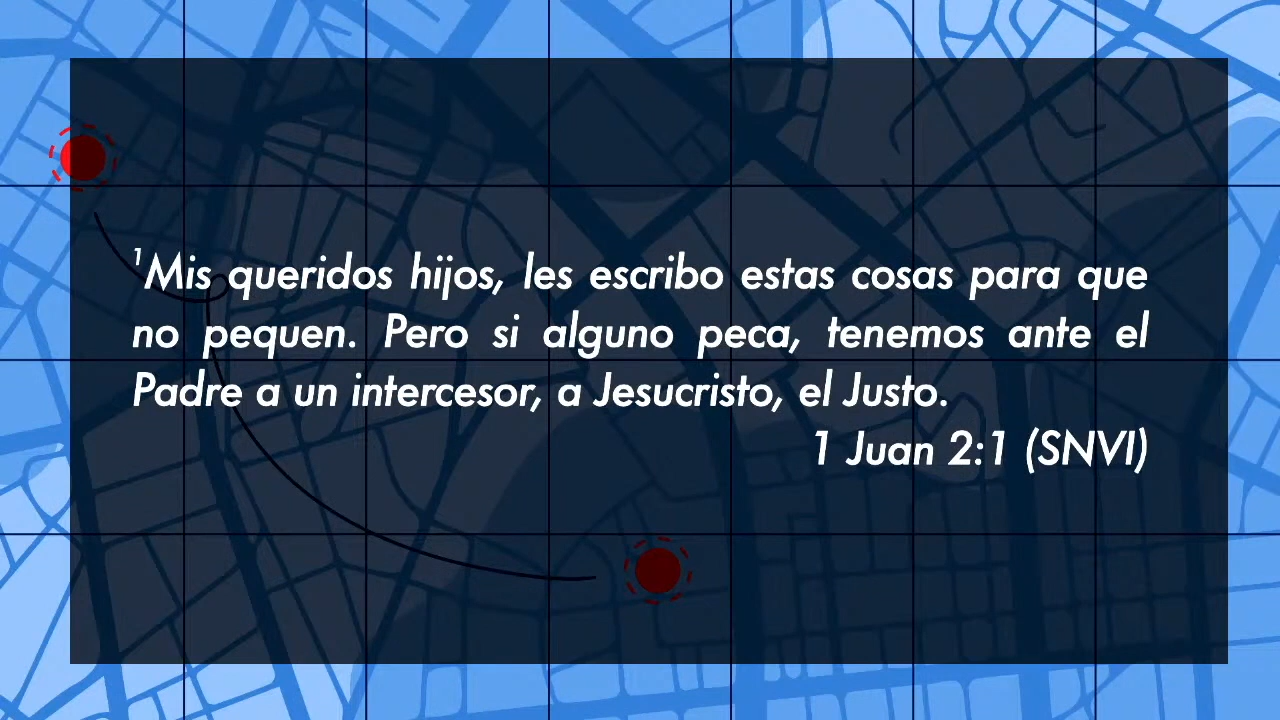 ¹Mis queridos hijos, les escribo estas cosas para que
no pequen. Pero si alguno peca, tenemos ante el
Padre a un intercesor, a Jesucristo, el Justo.
1 Juan 2:1 (SNVI)